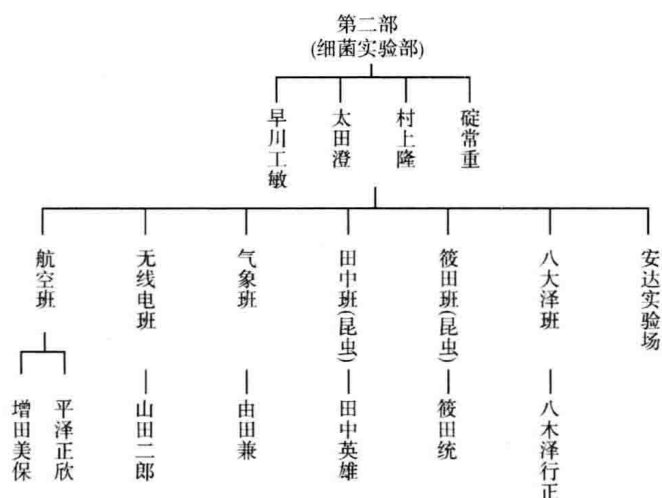 第二部
(细菌实验部)
早川工敏
太田澄
村上隆
碇常重
航空班
无线电班
气象班
田中班(昆虫)
筱田班(昆虫)
八大泽班
安达实验场
增田美保
平泽正欣
山田二郎
由田兼
田中英雄
筱田统
八木泽行正